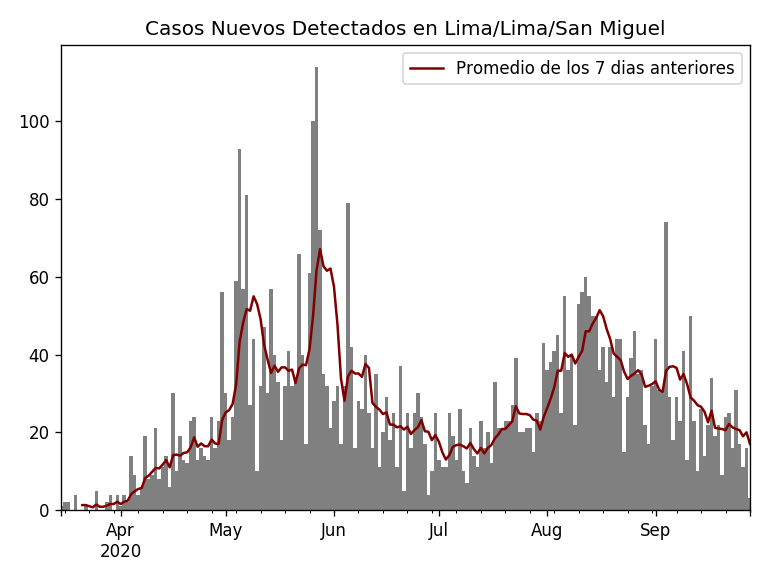 Casos Nuevos Detectados en Lima/Lima/San Miguel
Promedio de los 7 dias anteriores
100
80
60
40
20
0
Apr May Jun Jul Aug Sep
2020